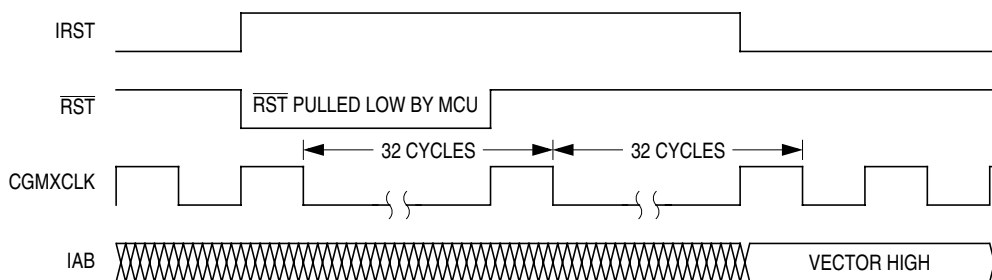 IRST
RST
RST PULLED LOW BY MCU
32 CYCLES
32 CYCLES
CGMXCLK
IAB
VECTOR HIGH